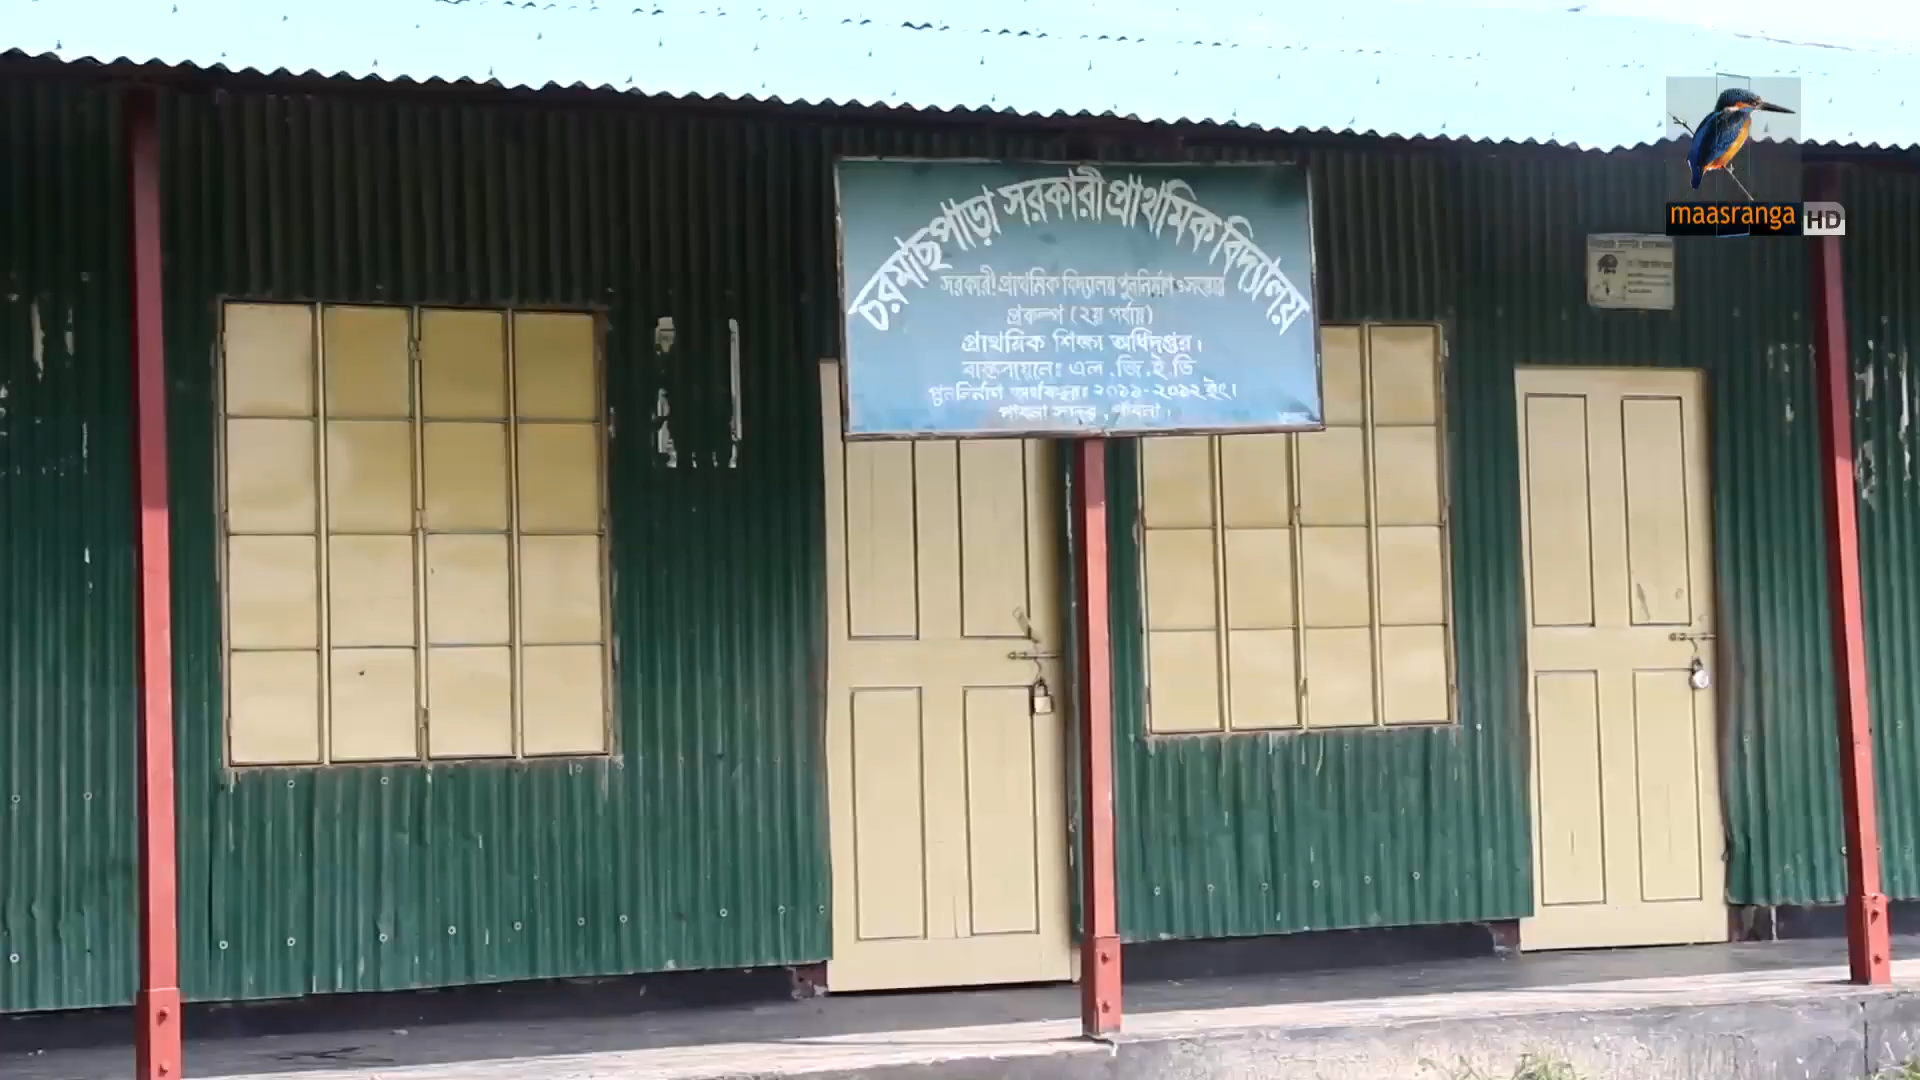 চরমাছপাড়া সরকারী প্রাথমিক বিদ্যালয়
সরকারী প্রাথমিক বিদ্যালয় পুনর্নির্মাণ ও সংস্কার
প্রকল্প (২য় পর্যায়)
প্রাথমিক শিক্ষা অধিদপ্তর।
বাস্তবায়নেঃ এল.জি.ই.ডি
পুনর্নির্মাণ অর্থবছরঃ ২০১১-২০১২ইং।
পাবনা সদর, পাবনা।
maasranga HD